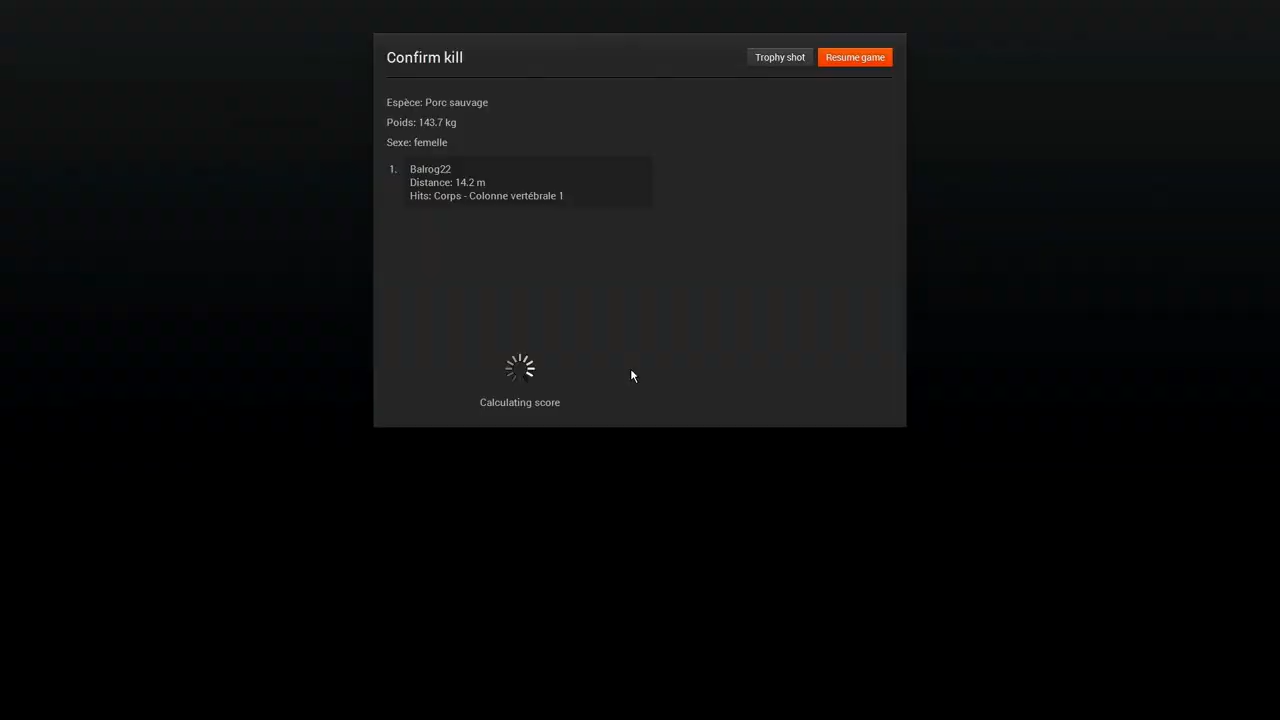 Confirm kill
Trophy shot
Resume game
Espèce: Porc sauvage
Poids: 143.7 kg
Sexe: femelle
1. Balrog22
Distance: 14.2 m
Hits: Corps - Colonne vertébrale 1
Calculating score